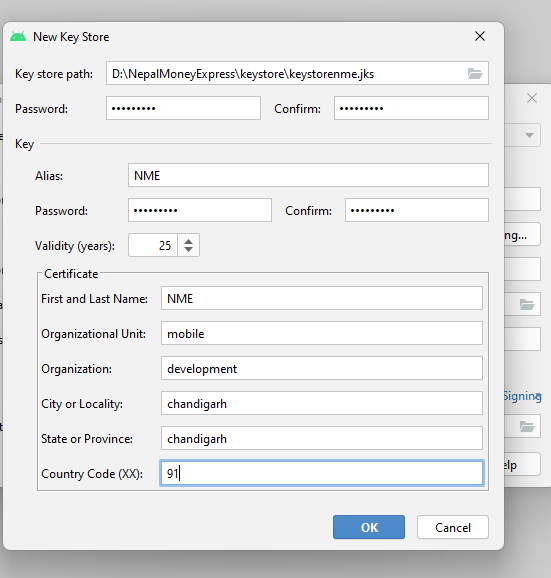 New Key Store
Key store path: D:\NepalMoneyExpress\keystore\keystorenme.jks
Password: ••••••••• Confirm: •••••••••
Key
Alias: NME
Password: ••••••••• Confirm: •••••••••
Validity (years): 25
Certificate
First and Last Name: NME
Organizational Unit: mobile
Organization: development
City or Locality: chandigarh
State or Province: chandigarh
Country Code (XX): 91
OK Cancel
ng...
Signing
elp